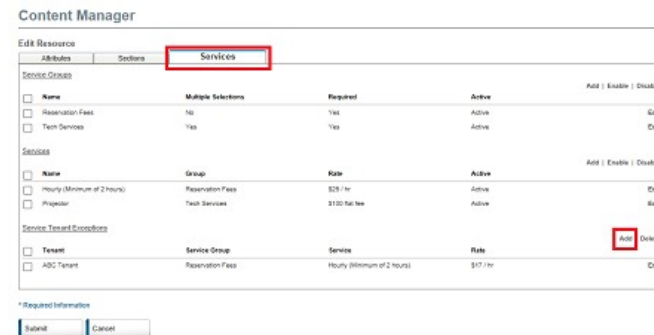 Content Manager
Edit Resource
Attributes Sections Services
Service Groups
Add | Enable | Disab
Name Multiple Selections Required Active
Reservation Fees No Yes Active E
Tech Services Yes Yes Active E
Services
Add | Enable | Disab
Name Group Rate Active
Hourly (Minimum of 2 hours) Reservation Fees $25 / hr Active E
Projector Tech Services $100 flat fee Active E
Service Tenant Exceptions
Add Dele
Tenant Service Group Service Rate
ABC Tenant Reservation Fees Hourly (Minimum of 2 hours) $17 / hr E
* Required Information
Submit Cancel